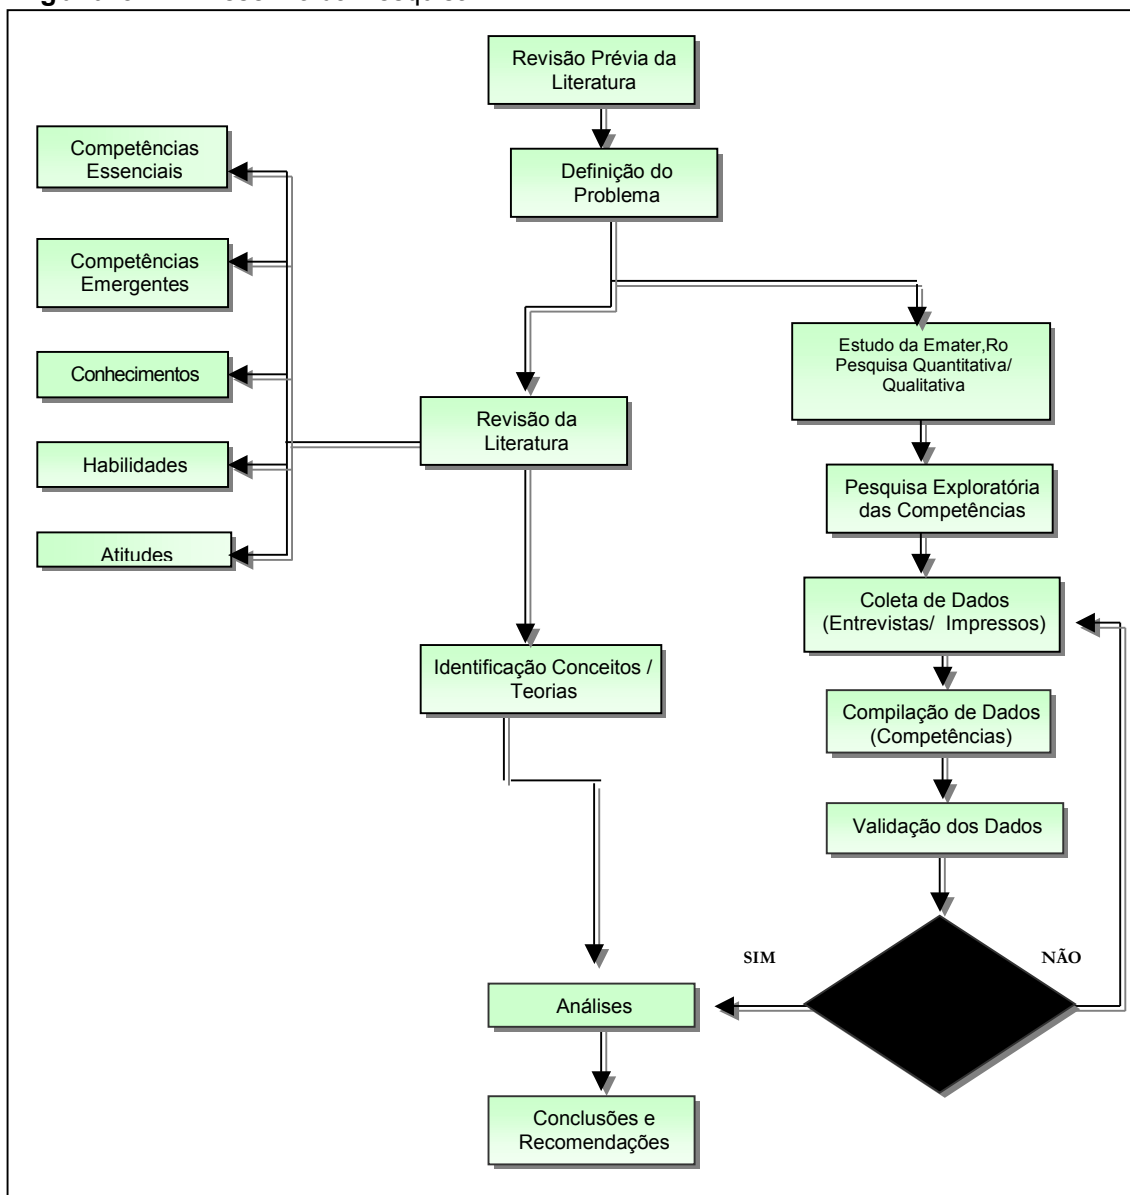 Revisão Prévia da
Literatura
Definição do
Problema
Competências
Essenciais
Competências
Emergentes
Conhecimentos
Habilidades
Atitudes
Revisão da
Literatura
Identificação Conceitos /
Teorias
Estudo da Emater,Ro
Pesquisa Quantitativa/
Qualitativa
Pesquisa Exploratória
das Competências
Coleta de Dados
(Entrevistas/ Impressos)
Compilação de Dados
(Competências)
Validação dos Dados
SIM
NÃO
Análises
Conclusões e
Recomendações